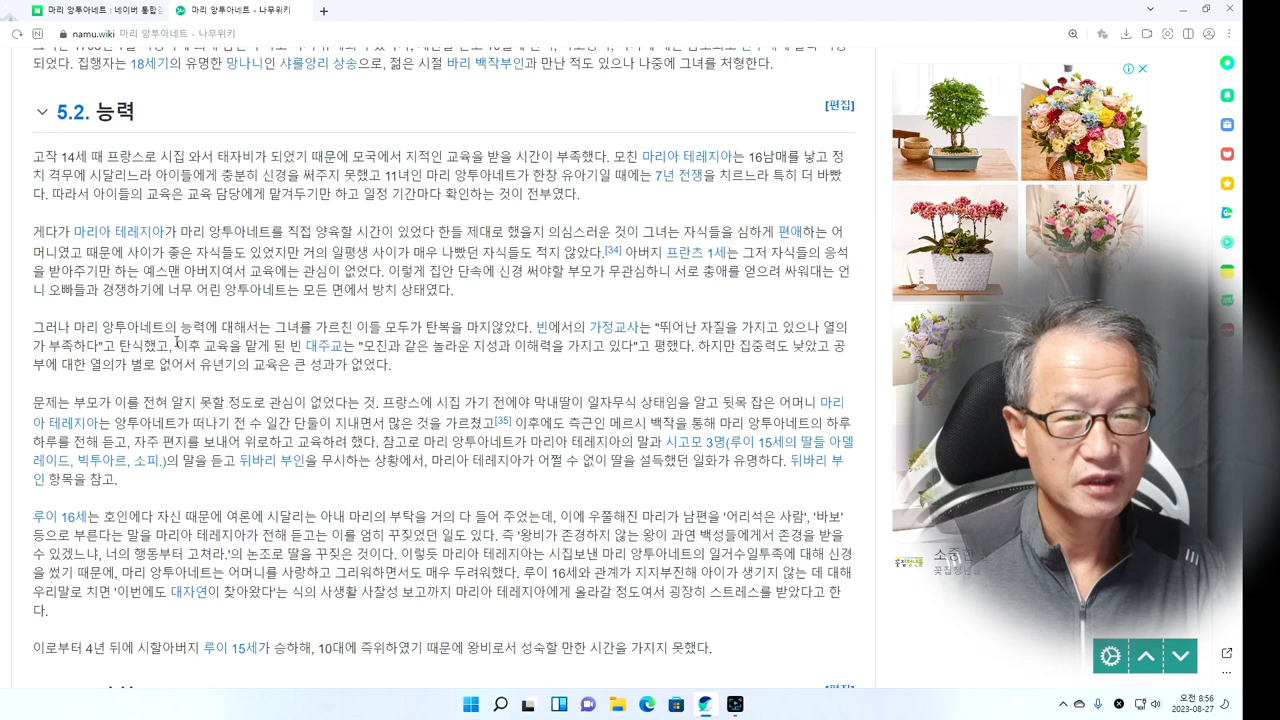 마리 앙투아네트 : 네이버 통합검
마리 앙투아네트 - 나무위키
namu.wiki 마리 앙투아네트 - 나무위키
되었다. 집행자는 18세기의 유명한 망나니인 샤를앙리 상송으로, 젊은 시절 바리 백작부인과 만난 적도 있으나 나중에 그녀를 처형한다.
5.2. 능력
[편집]
고작 14세 때 프랑스로 시집 와서 태자비가 되었기 때문에 모국에서 지적인 교육을 받을 시간이 부족했다. 모친 마리아 테레지아는 16남매를 낳고 정
치 격무에 시달리느라 아이들에게 충분히 신경을 써주지 못했고 11녀인 마리 앙투아네트가 한창 유아기일 때에는 7년 전쟁을 치르느라 특히 더 바빴
다. 따라서 아이들의 교육은 교육 담당에게 맡겨두기만 하고 일정 기간마다 확인하는 것이 전부였다.
게다가 마리아 테레지아가 마리 앙투아네트를 직접 양육할 시간이 있었다 한들 제대로 했을지 의심스러운 것이 그녀는 자식들을 심하게 편애하는 어
머니였고 때문에 사이가 좋은 자식들도 있었지만 거의 일평생 사이가 매우 나빴던 자식들도 적지 않았다.[34] 아버지 프란츠 1세는 그저 자식들의 응석
을 받아주기만 하는 예스맨 아버지여서 교육에는 관심이 없었다. 이렇게 집안 단속에 신경 써야할 부모가 무관심하니 서로 총애를 얻으려 싸워대는 언
니 오빠들과 경쟁하기에 너무 어린 앙투아네트는 모든 면에서 방치 상태였다.
그러나 마리 앙투아네트의 능력에 대해서는 그녀를 가르친 이들 모두가 탄복을 마지않았다. 빈에서의 가정교사는 "뛰어난 자질을 가지고 있으나 열의
가 부족하다"고 탄식했고, 이후 교육을 맡게 된 빈 대주교는 "모친과 같은 놀라운 지성과 이해력을 가지고 있다"고 평했다. 하지만 집중력도 낮았고 공
부에 대한 열의가 별로 없어서 유년기의 교육은 큰 성과가 없었다.
문제는 부모가 이를 전혀 알지 못할 정도로 관심이 없었다는 것. 프랑스에 시집 가기 전에야 막내딸이 일자무식 상태임을 알고 뒷목 잡은 어머니 마리
아 테레지아는 앙투아네트가 떠나기 전 수 일간 단둘이 지내면서 많은 것을 가르쳤고[35] 이후에도 측근인 메르시 백작을 통해 마리 앙투아네트의 하루
하루를 전해 듣고, 자주 편지를 보내어 위로하고 교육하려 했다. 참고로 마리 앙투아네트가 마리아 테레지아의 말과 시고모 3명(루이 15세의 딸들 아델
레이드, 빅투아르, 소피.)의 말을 듣고 뒤바리 부인을 무시하는 상황에서, 마리아 테레지아가 어쩔 수 없이 딸을 설득했던 일화가 유명하다. 뒤바리 부
인 항목을 참고.
루이 16세는 호인에다 자신 때문에 여론에 시달리는 아내 마리의 부탁을 거의 다 들어 주었는데, 이에 우쭐해진 마리가 남편을 '어리석은 사람', '바보'
등으로 부른다는 말을 마리아 테레지아가 전해 듣고는 이를 엄히 꾸짖었던 일도 있다. 즉 '왕비가 존경하지 않는 왕이 과연 백성들에게서 존경을 받을
수 있겠느냐, 너의 행동부터 고쳐라.'의 논조로 딸을 꾸짖은 것이다. 이렇듯 마리아 테레지아는 시집보낸 마리 앙투아네트의 일거수일투족에 대해 신경
을 썼기 때문에, 마리 앙투아네트는 어머니를 사랑하고 그리워하면서도 매우 두려워했다. 루이 16세와 관계가 지지부진해 아이가 생기지 않는 데 대해
우리말로 치면 '이번에도 대자연이 찾아왔다'는 식의 사생활 사찰성 보고까지 마리아 테레지아에게 올라갈 정도여서 굉장히 스트레스를 받았다고 한
다.
이로부터 4년 뒤에 시할아버지 루이 15세가 승하해, 10대에 즉위하였기 때문에 왕비로서 성숙할 만한 시간을 가지지 못했다.
[편집]
오전 8:56
2023-08-27